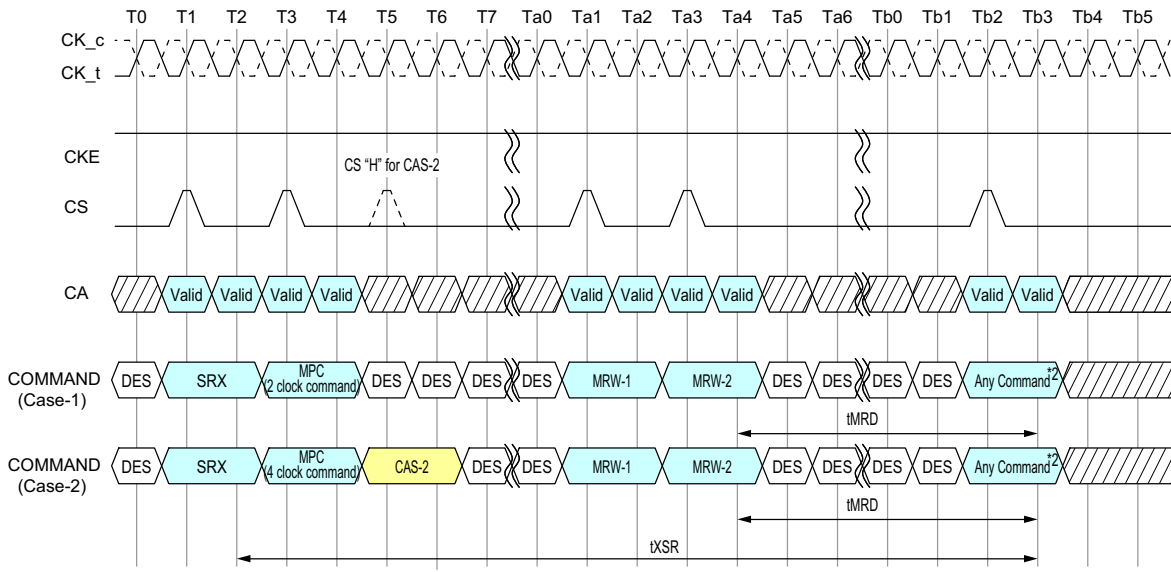 T0 T1 T2 T3 T4 T5 T6 T7 Ta0 Ta1 Ta2 Ta3 Ta4 Ta5 Ta6 Tb0 Tb1 Tb2 Tb3 Tb4 Tb5
CK_c
CK_t
CKE
CS “H” for CAS-2
CS
CA Valid Valid Valid Valid Valid Valid Valid Valid Valid Valid
MPC
COMMAND DES SRX (2 clock command) DES DES DES DES MRW-1 MRW-2 DES DES DES DES Any Command*2
(Case-1)
tMRD
MPC
COMMAND DES SRX (4 clock command) CAS-2 DES DES MRW-1 MRW-2 DES DES DES DES Any Command*2
(Case-2)
tMRD
tXSR